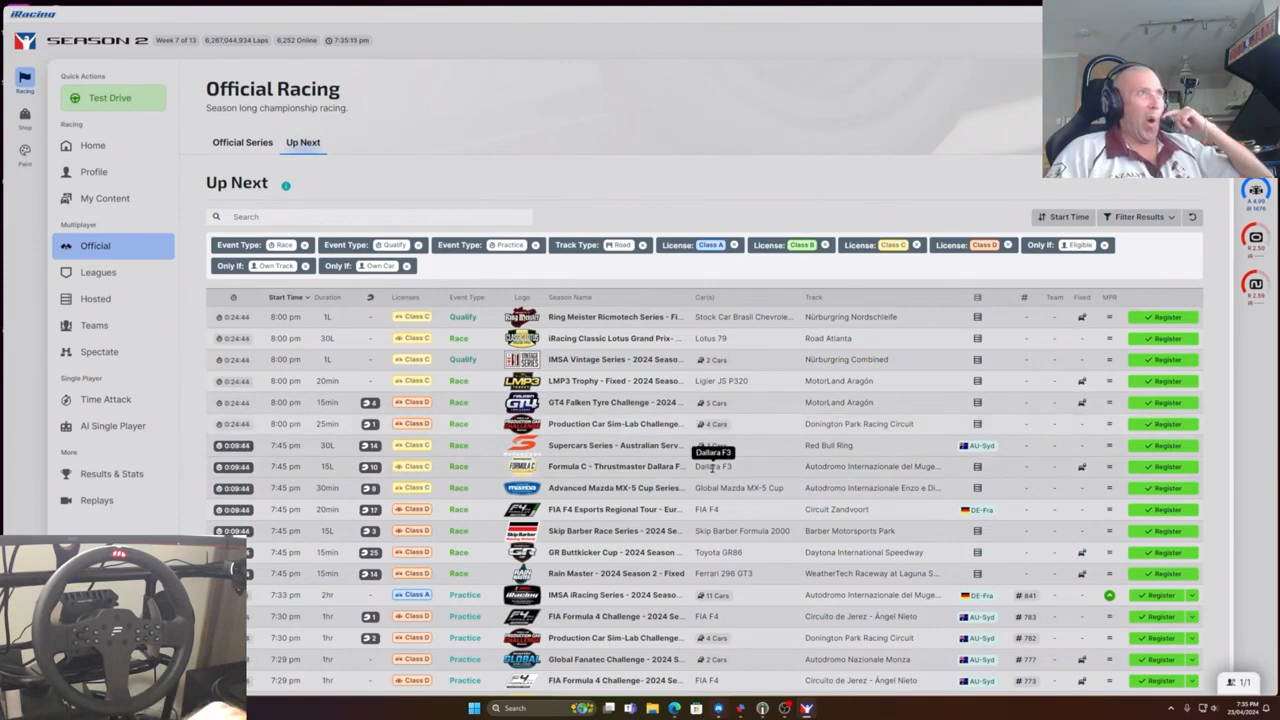 iRacing
SEASON 2 Week 7 of 13 6,267,044,934 Laps 6,252 Online 7:35:15 pm
Racing
Shop
Paint
Quick Actions
Test Drive
Racing
Home
Profile
My Content
Multiplayer
Official
Leagues
Hosted
Teams
Spectate
Single Player
Time Attack
AI Single Player
More
Results & Stats
Replays
Official Racing
Season long championship racing.
Official Series Up Next
Up Next
Search Start Time Filter Results
Event Type: Race Event Type: Qualify Event Type: Practice Track Type: Road License: Class A License: Class B License: Class C License: Class D Only If: Eligible
Only If: Own Track Only If: Own Car
Start Time Duration Licenses Event Type Logo Season Name Car(s) Track # Team Fixed MPR
0:24:44 8:00 pm 1L - Class C Qualify Ring Meister Ricmotech Series - Fi... Stock Car Brasil Chevrole... Nürburgring Nordschleife - - - Register
0:24:44 8:00 pm 30L - Class C Race iRacing Classic Lotus Grand Prix-... Lotus 79 Road Atlanta - - - Register
0:24:44 8:00 pm 1L - Class C Qualify IMSA Vintage Series - 2024 Seaso... 2 Cars Nürburgring Combined - - - Register
0:24:44 8:00 pm 20min - Class C Race LMP3 Trophy - Fixed - 2024 Seas... Ligier JS P320 MotorLand Aragón - - Register
0:24:44 8:00 pm 15min 4 Class D Race GT4 Falken Tyre Challenge - 2024 ... 5 Cars MotorLand Aragón - - Register
0:24:44 8:00 pm 25min 1 Class D Race Production Car Sim-Lab Challenge... 4 Cars Donington Park Racing Circuit - - Register
0:09:44 7:45 pm 30L 14 Class C Race Supercars Series - Australian Serv... Red Bull Ring AU-Syd - - - Register
Dallara F3
0:09:44 7:45 pm 15L 10 Class C Race Formula C - Thrustmaster Dallara F... Dallara F3 Autodromo Internazionale del Muge... - - Register
0:09:44 7:45 pm 30min 8 Class C Race Advanced Mazda MX-5 Cup Series... Global Mazda MX-5 Cup Autodromo Internazionale Enzo e Di... - - - Register
0:09:44 7:45 pm 20min 17 Class D Race FIA F4 Esports Regional Tour - Eur... FIA F4 Circuit Zandvoort DE-Fra - - Register
0:09:44 7:45 pm 15L 3 Class D Race Skip Barber Race Series - 2024 Se... Skip Barber Formula 2000 Barber Motorsports Park - - - Register
0:09:44 7:45 pm 15min 25 Class D Race GR Buttkicker Cup - 2024 Season ... Toyota GR86 Daytona International Speedway - - Register
7:45 pm 15min 14 Class D Race Rain Master - 2024 Season 2 - Fixed Ferrari 296 GT3 WeatherTech Raceway at Laguna S... - - Register
7:33 pm 2hr - Class A Practice IMSA iRacing Series - 2024 Seaso... 11 Cars Autodromo Internazionale del Muge... DE-Fra # 841 - Register
7:30 pm 1hr 1 Class D Practice FIA Formula 4 Challenge- 2024 S... FIA F4 Circuito de Jerez - Ángel Nieto AU-Syd # 783 - Register
7:30 pm 1hr 2 Class D Practice Production Car Sim-Lab Challenge... 4 Cars Donington Park Racing Circuit AU-Syd # 782 - Register
7:29 pm 1hr - Class D Practice Global Fanatec Challenge - 2024 S... 2 Cars Autodromo Nazionale Monza AU-Syd # 777 - Register
7:29 pm 1hr - Class D Practice FIA Formula 4 Challenge- 2024 S... FIA F4 Circuito de Jerez - Ángel Nieto AU-Syd # 773 - Register
A 4.99
iR 1676
R 2.50
R 2.59
1/1
Search
7:35 PM
23/04/2024